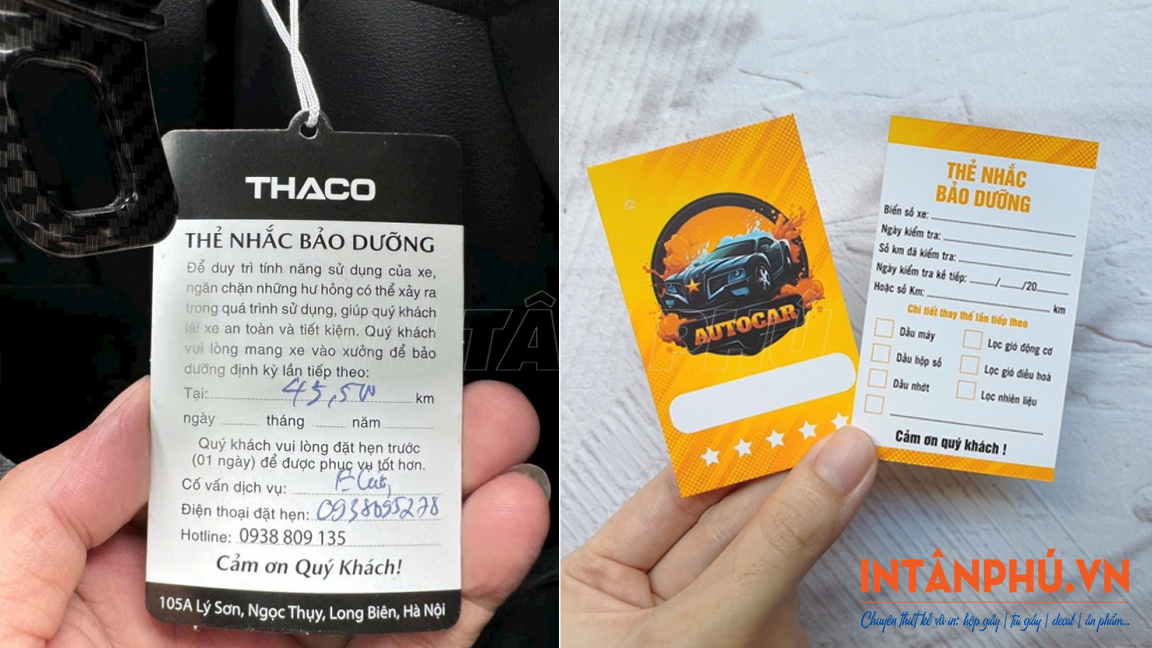 THACO
THẺ NHẮC BẢO DƯỠNG
Để duy trì tính năng sử dụng của xe,
ngăn chặn những hư hỏng có thể xảy ra
trong quá trình sử dụng, giúp quý khách
lái xe an toàn và tiết kiệm. Quý khách
vui lòng mang xe vào xưởng để bảo
dưỡng định kỳ lần tiếp theo:
Tại: 45,500 km
ngày tháng năm
Quý khách vui lòng đặt hẹn trước
(01 ngày) để được phục vụ tốt hơn.
Cố vấn dịch vụ:
Điện thoại đặt hẹn: 0938095278
Hotline: 0938 809 135
Cảm ơn Quý Khách!
105A Lý Sơn, Ngọc Thụy, Long Biên, Hà Nội
AUTOCAR
THẺ NHẮC
BẢO DƯỠNG
Biển số xe:
Ngày kiểm tra:
Số km đã kiểm tra:
Ngày kiểm tra kế tiếp: / /20
Hoặc số Km: km
Chi tiết thay thế lần tiếp theo
Dầu máy
Lọc gió động cơ
Dầu hộp số
Lọc gió điều hoà
Dầu nhớt
Lọc nhiên liệu
Cảm ơn quý khách !
INTÂNPHÚ.VN
Chuyên thiết kế và in: hộp giấy | túi giấy | decal | ấn phẩm...